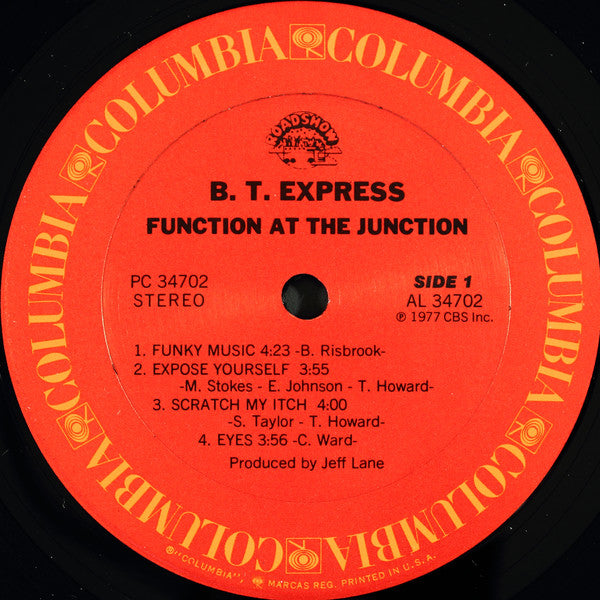 COLUMBIA COLUMBIA COLUMBIA COLUMBIA COLUMBIA COLUMBIA
ROADSHOW
B. T. EXPRESS
FUNCTION AT THE JUNCTION
PC 34702
STEREO
SIDE 1
AL 34702
℗ 1977 CBS Inc.
1. FUNKY MUSIC 4:23 -B. Risbrook-
2. EXPOSE YOURSELF 3:55
-M. Stokes - E. Johnson - T. Howard-
3. SCRATCH MY ITCH 4:00
-S. Taylor - T. Howard-
4. EYES 3:56 -C. Ward-
Produced by Jeff Lane
®"COLUMBIA", MARCAS REG. PRINTED IN U.S.A.